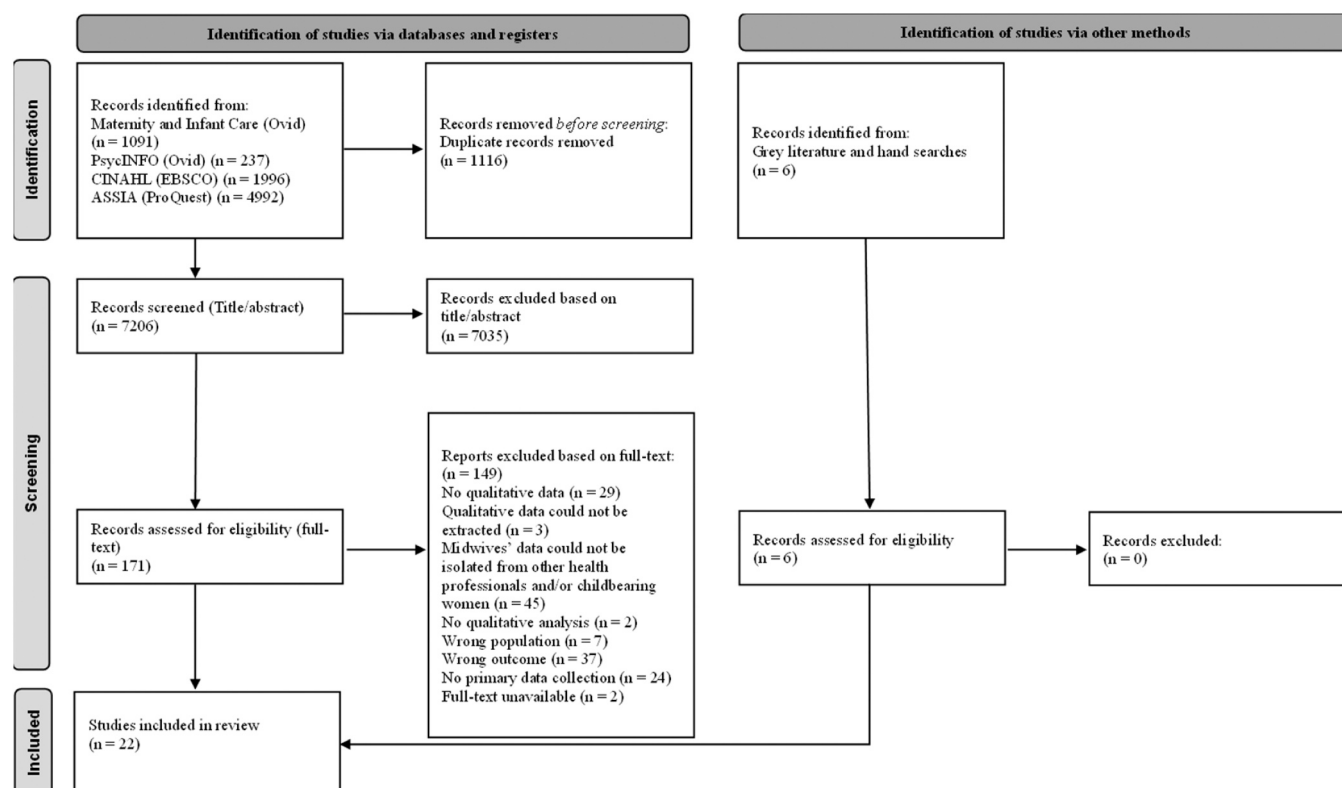 Identification of studies via databases and registers
Identification of studies via other methods
Identification
Records identified from:
Maternity and Infant Care (Ovid)
(n = 1091)
PsycINFO (Ovid) (n = 237)
CINAHL (EBSCO) (n = 1996)
ASSIA (ProQuest) (n = 4992)
Records removed before screening:
Duplicate records removed
(n = 1116)
Records identified from:
Grey literature and hand searches
(n = 6)
Screening
Records screened (Title/abstract)
(n = 7206)
Records excluded based on
title/abstract
(n = 7035)
Records assessed for eligibility (full-
text)
(n = 171)
Reports excluded based on full-text:
(n = 149)
No qualitative data (n = 29)
Qualitative data could not be
extracted (n = 3)
Midwives’ data could not be
isolated from other health
professionals and/or childbearing
women (n = 45)
No qualitative analysis (n = 2)
Wrong population (n = 7)
Wrong outcome (n = 37)
No primary data collection (n = 24)
Full-text unavailable (n = 2)
Records assessed for eligibility
(n = 6)
Records excluded:
(n = 0)
Included
Studies included in review
(n = 22)